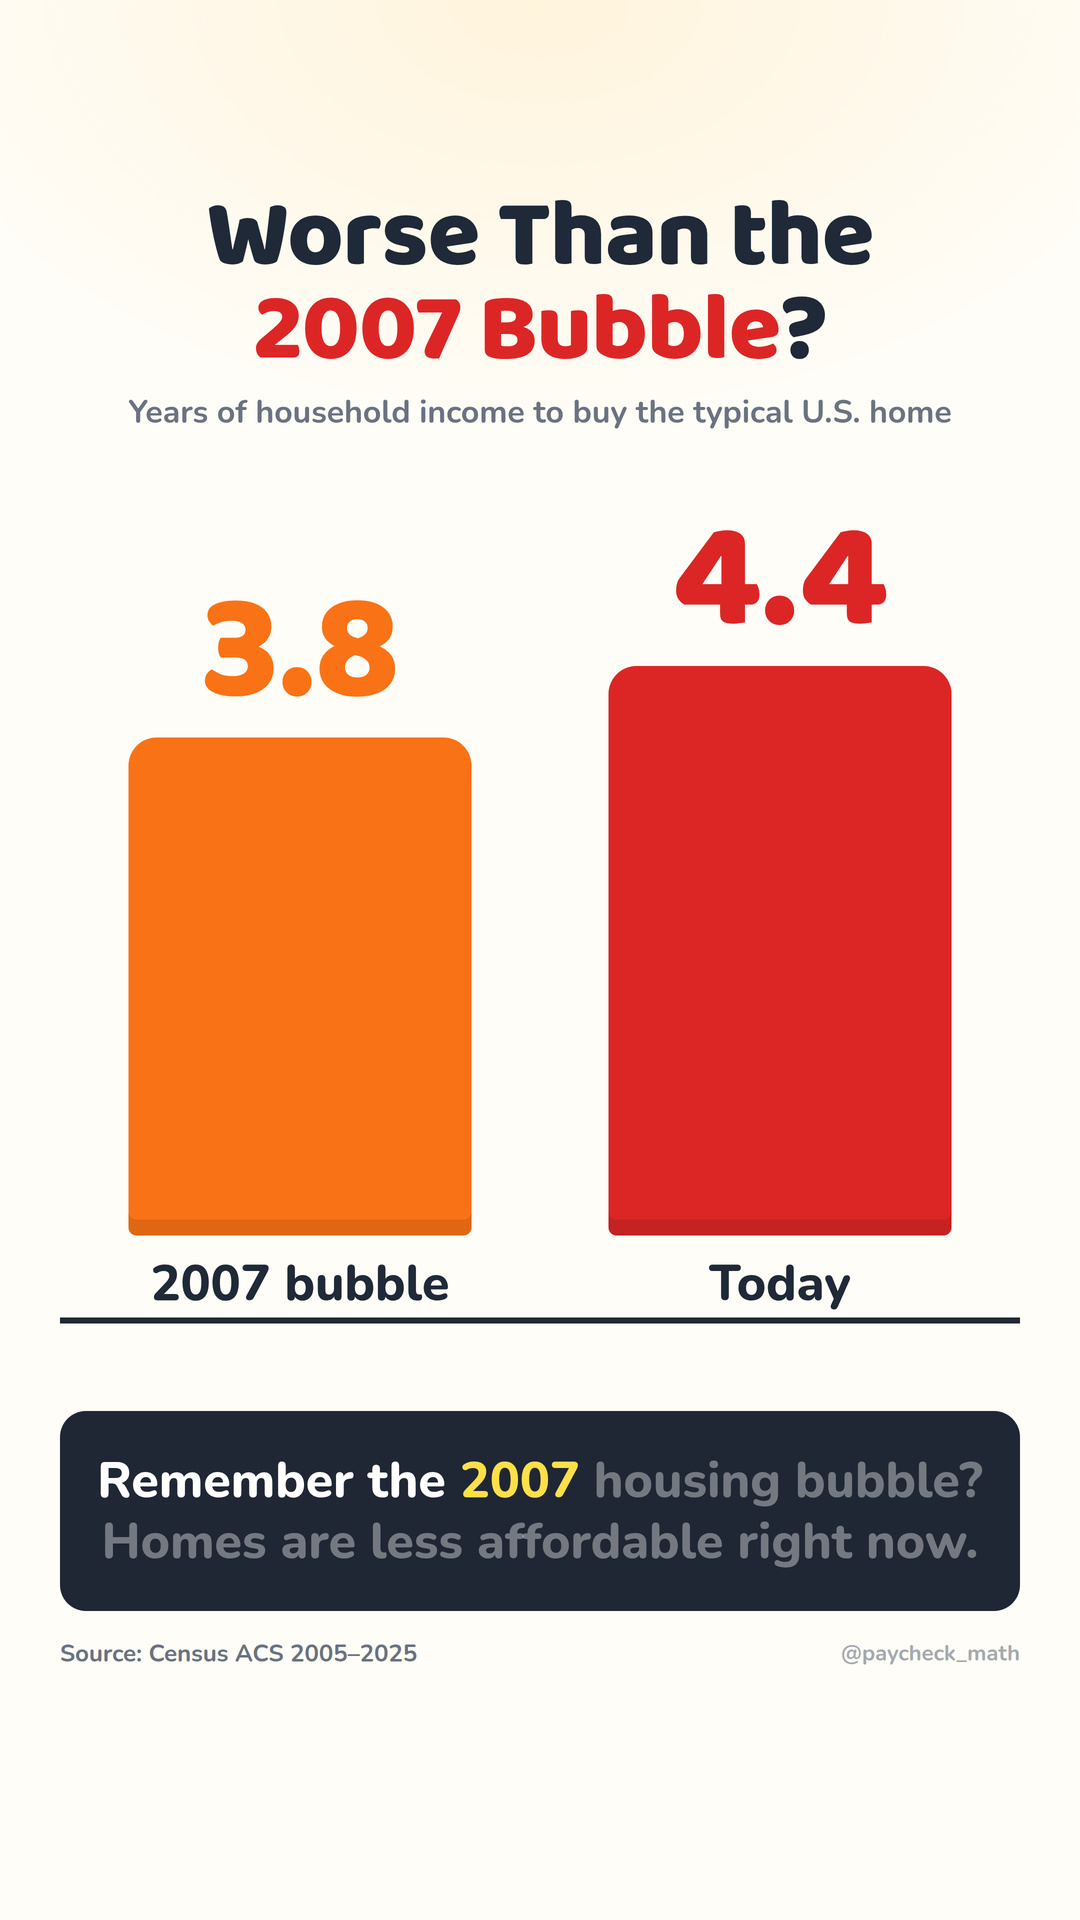 Worse Than the
2007 Bubble?
Years of household income to buy the typical U.S. home
3.8
4.4
2007 bubble
Today
Remember the 2007 housing bubble?
Homes are less affordable right now.
Source: Census ACS 2005–2025
@paycheck_math